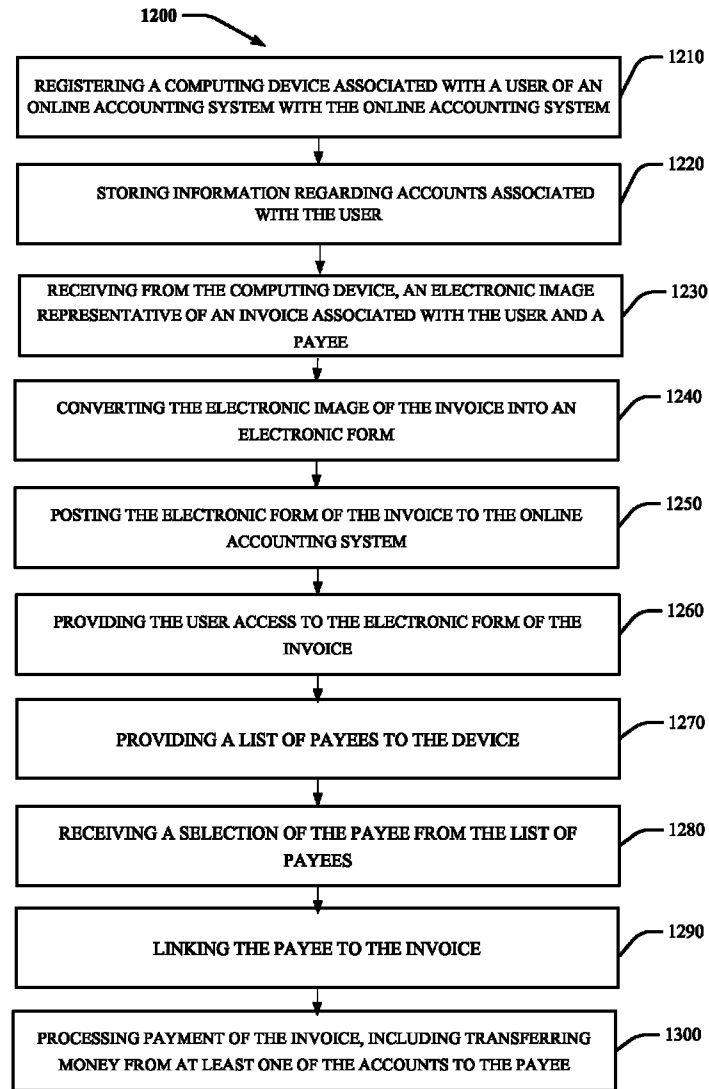 1200
1210
REGISTERING A COMPUTING DEVICE ASSOCIATED WITH A USER OF AN
ONLINE ACCOUNTING SYSTEM WITH THE ONLINE ACCOUNTING SYSTEM
1220
STORING INFORMATION REGARDING ACCOUNTS ASSOCIATED
WITH THE USER
1230
RECEIVING FROM THE COMPUTING DEVICE, AN ELECTRONIC IMAGE
REPRESENTATIVE OF AN INVOICE ASSOCIATED WITH THE USER AND A
PAYEE
1240
CONVERTING THE ELECTRONIC IMAGE OF THE INVOICE INTO AN
ELECTRONIC FORM
1250
POSTING THE ELECTRONIC FORM OF THE INVOICE TO THE ONLINE
ACCOUNTING SYSTEM
1260
PROVIDING THE USER ACCESS TO THE ELECTRONIC FORM OF THE
INVOICE
1270
PROVIDING A LIST OF PAYEES TO THE DEVICE
1280
RECEIVING A SELECTION OF THE PAYEE FROM THE LIST OF
PAYEES
1290
LINKING THE PAYEE TO THE INVOICE
1300
PROCESSING PAYMENT OF THE INVOICE, INCLUDING TRANSFERRING
MONEY FROM AT LEAST ONE OF THE ACCOUNTS TO THE PAYEE